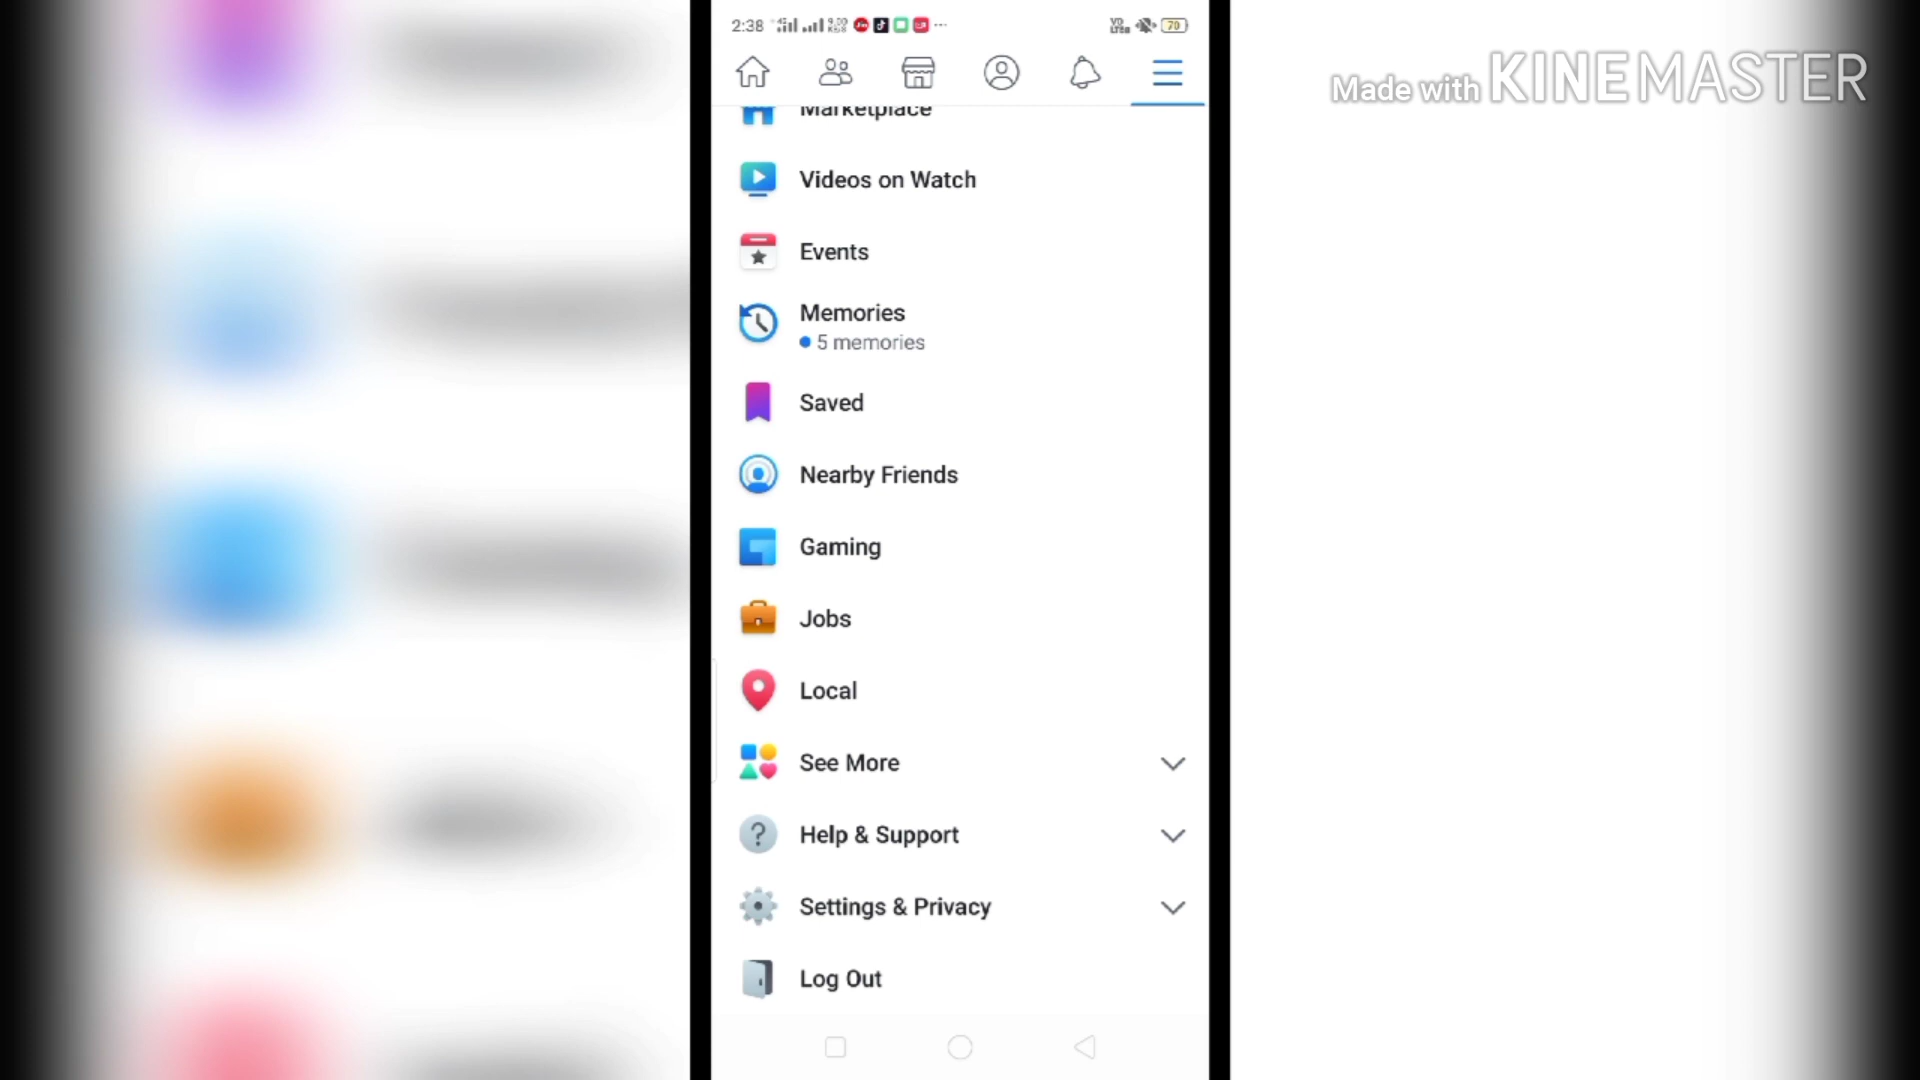 2:38
70
Made with KINEMASTER
Marketplace
Videos on Watch
Events
Memories
5 memories
Saved
Nearby Friends
Gaming
Jobs
Local
See More
Help & Support
Settings & Privacy
Log Out